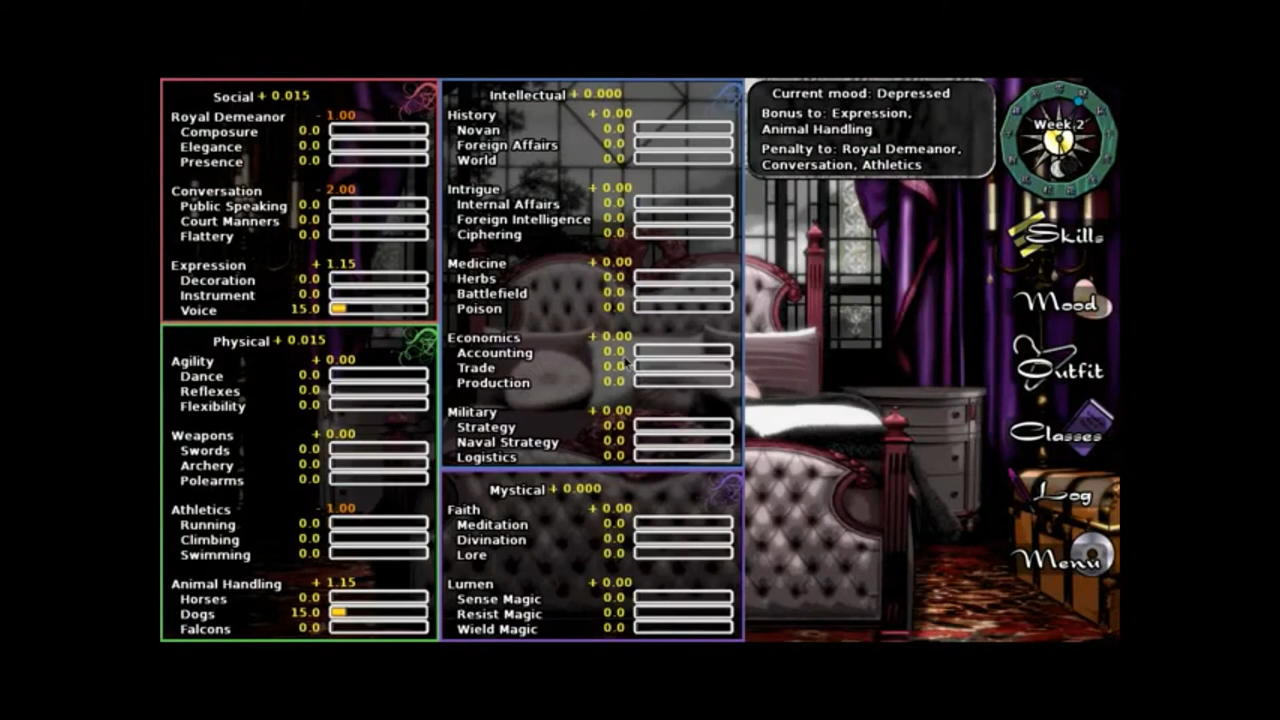 Social + 0.015
Royal Demeanor - 1.00
Composure 0.0
Elegance 0.0
Presence 0.0
Conversation - 2.00
Public Speaking 0.0
Court Manners 0.0
Flattery 0.0
Expression + 1.15
Decoration 0.0
Instrument 0.0
Voice 15.0
Physical + 0.015
Agility + 0.00
Dance 0.0
Reflexes 0.0
Flexibility 0.0
Weapons + 0.00
Swords 0.0
Archery 0.0
Polearms 0.0
Athletics - 1.00
Running 0.0
Climbing 0.0
Swimming 0.0
Animal Handling + 1.15
Horses 0.0
Dogs 15.0
Falcons 0.0
Intellectual + 0.000
History + 0.00
Novan 0.0
Foreign Affairs 0.0
World 0.0
Intrigue + 0.00
Internal Affairs 0.0
Foreign Intelligence 0.0
Ciphering 0.0
Medicine + 0.00
Herbs 0.0
Battlefield 0.0
Poison 0.0
Economics + 0.00
Accounting 0.0
Trade 0.0
Production 0.0
Military + 0.00
Strategy 0.0
Naval Strategy 0.0
Logistics 0.0
Mystical + 0.000
Faith + 0.00
Meditation 0.0
Divination 0.0
Lore 0.0
Lumen + 0.00
Sense Magic 0.0
Resist Magic 0.0
Wield Magic 0.0
Current mood: Depressed
Bonus to: Expression,
Animal Handling
Penalty to: Royal Demeanor,
Conversation, Athletics
Week 2
Skills
Mood
Outfit
Classes
Log
Menu